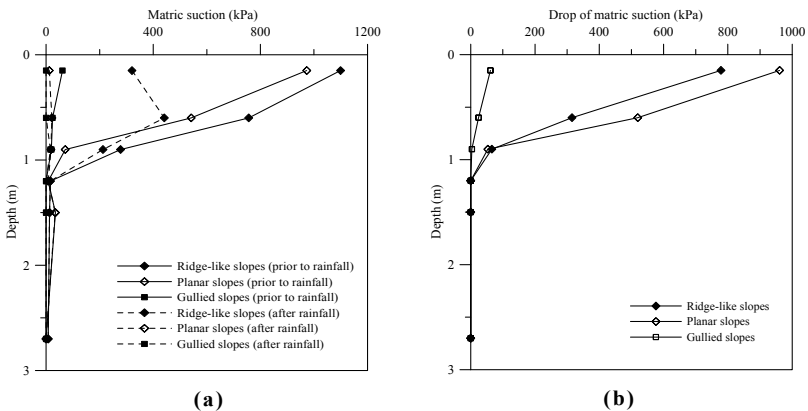 Matric suction (kPa)
0 400 800 1200
0
1
2
3
Depth (m)
Ridge-like slopes (prior to rainfall)
Planar slopes (prior to rainfall)
Gullied slopes (prior to rainfall)
Ridge-like slopes (after rainfall)
Planar slopes (after rainfall)
Gullied slopes (after rainfall)
(a)
Drop of matric suction (kPa)
0 200 400 600 800 1000
0
1
2
3
Depth (m)
Ridge-like slopes
Planar slopes
Gullied slopes
(b)